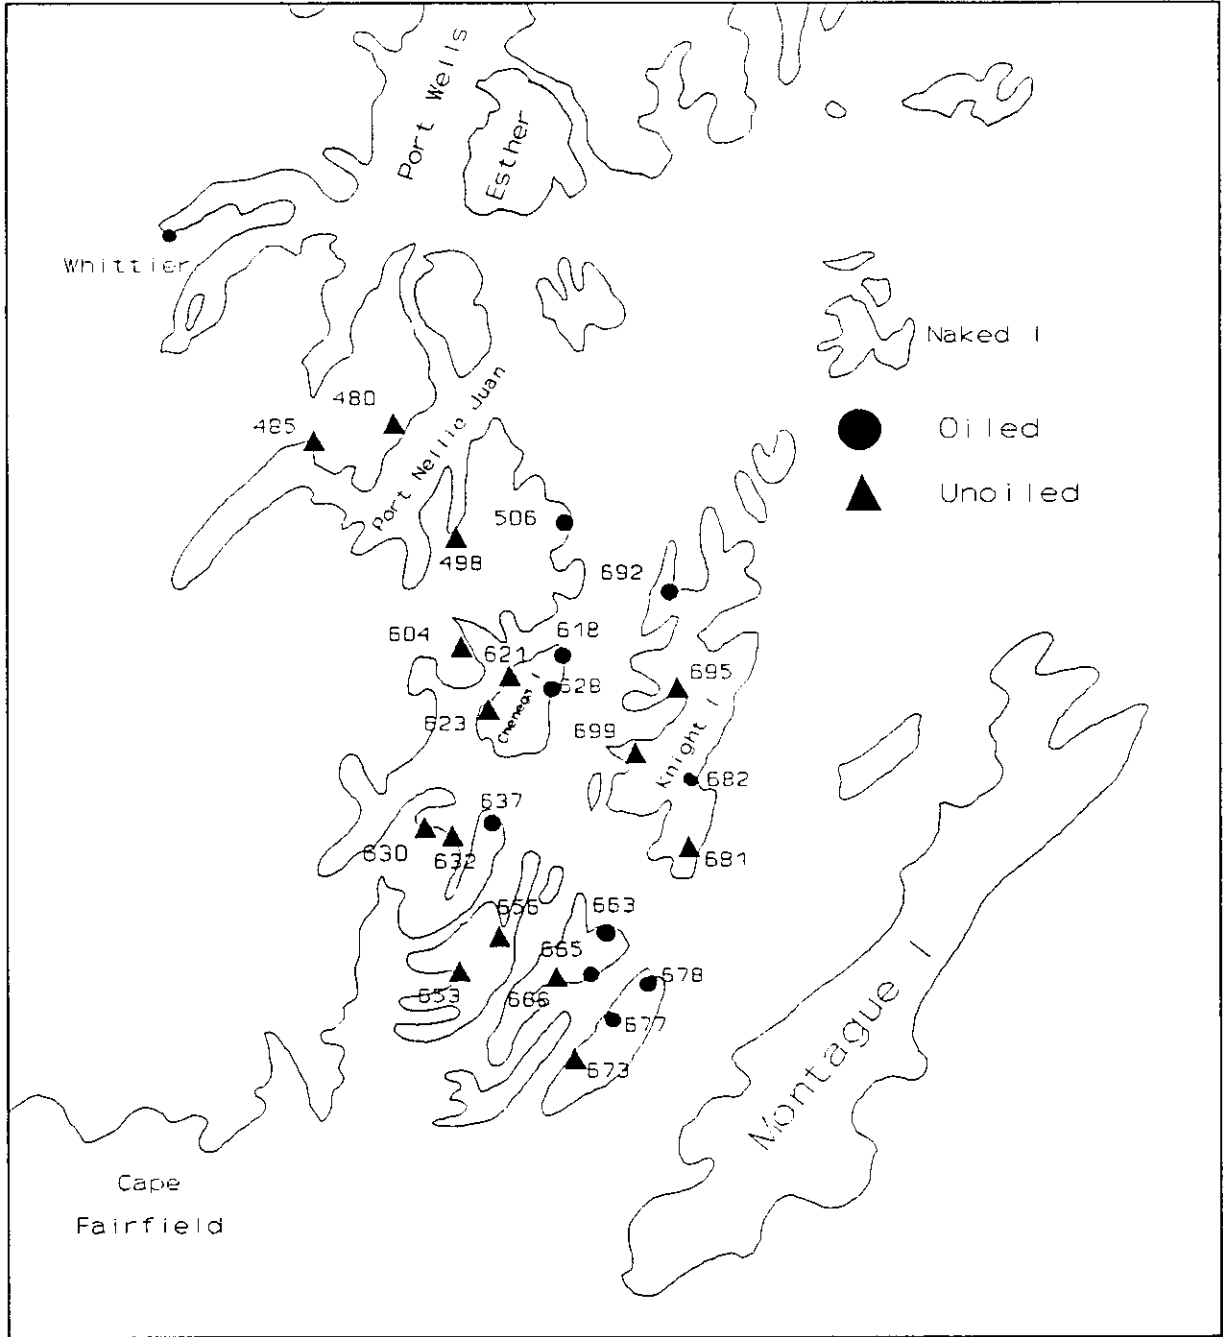 Port Wells
Esther
Whittier
Naked I
480
485
Port Nellie Juan
Oiled
Unoiled
506
498
692
604
618
621
628
695
623
Chenega I
699
Knight I
682
637
630
632
681
656
663
665
653
666
678
677
673
Montague I
Cape
Fairfield